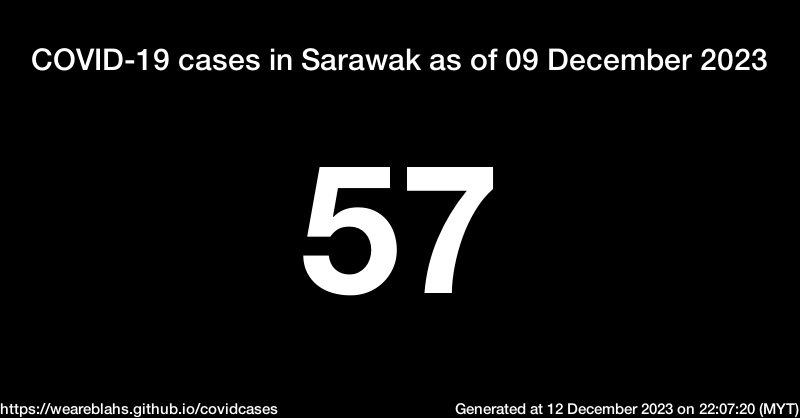 COVID-19 cases in Sarawak as of 09 December 2023
57
https://weareblahs.github.io/covidcases
Generated at 12 December 2023 on 22:07:20 (MYT)